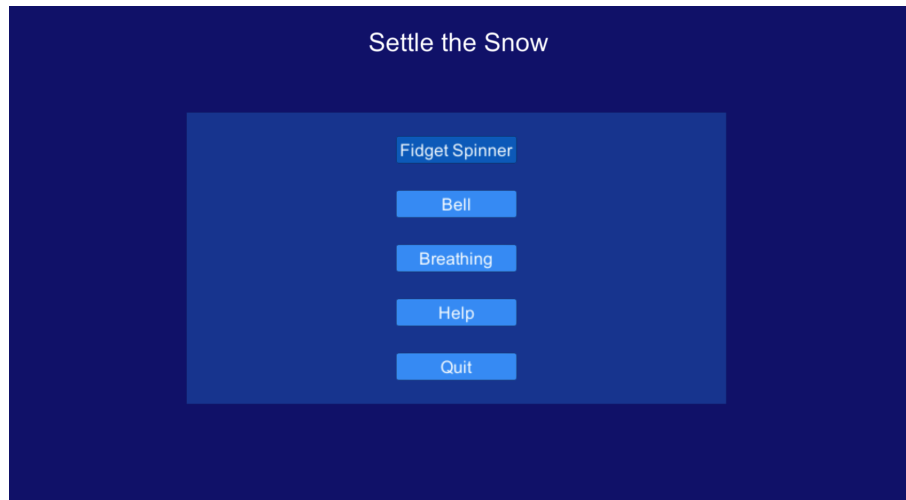 Settle the Snow
Fidget Spinner
Bell
Breathing
Help
Quit